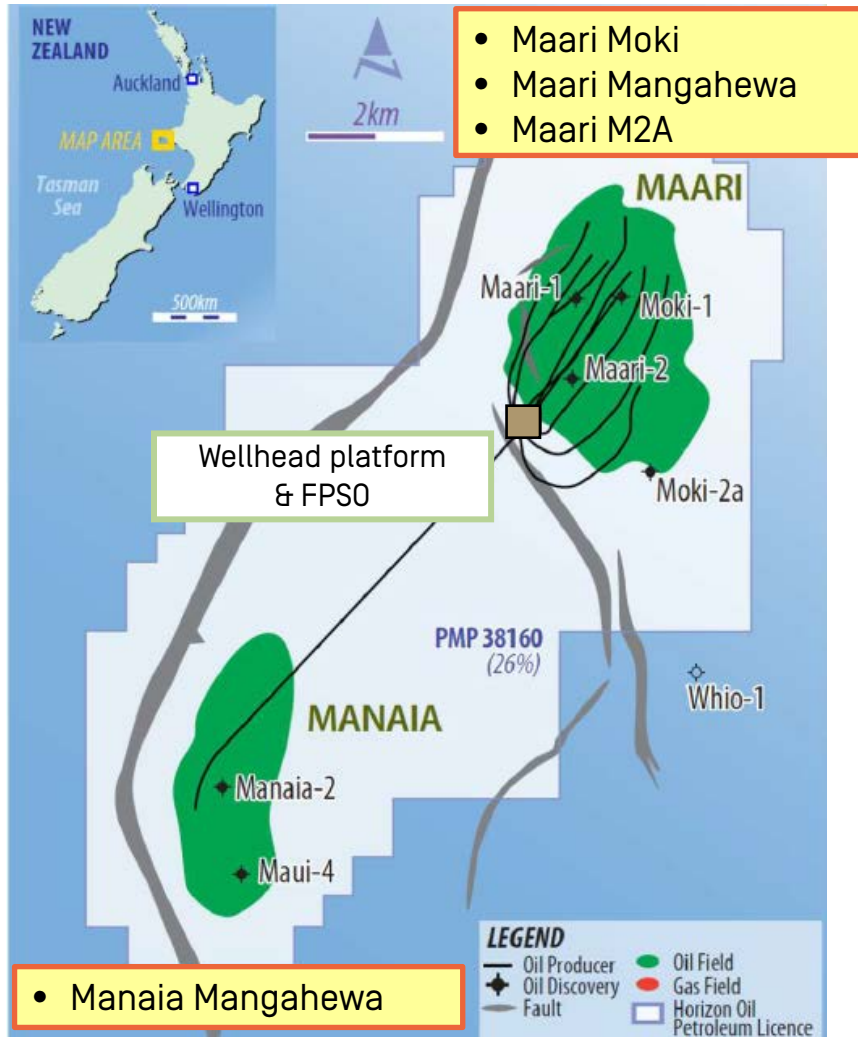 NEW
ZEALAND
Auckland
MAP AREA
Tasman
Sea
Wellington
500km
2km
• Maari Moki
• Maari Mangahewa
• Maari M2A
MAARI
Maari-1
Moki-1
Maari-2
Wellhead platform
& FPSO
Moki-2a
PMP 38160
(26%)
Whio-1
MANAIA
Manaia-2
Maui-4
• Manaia Mangahewa
LEGEND
Oil Producer
Oil Discovery
Fault
Oil Field
Gas Field
Horizon Oil
Petroleum Licence